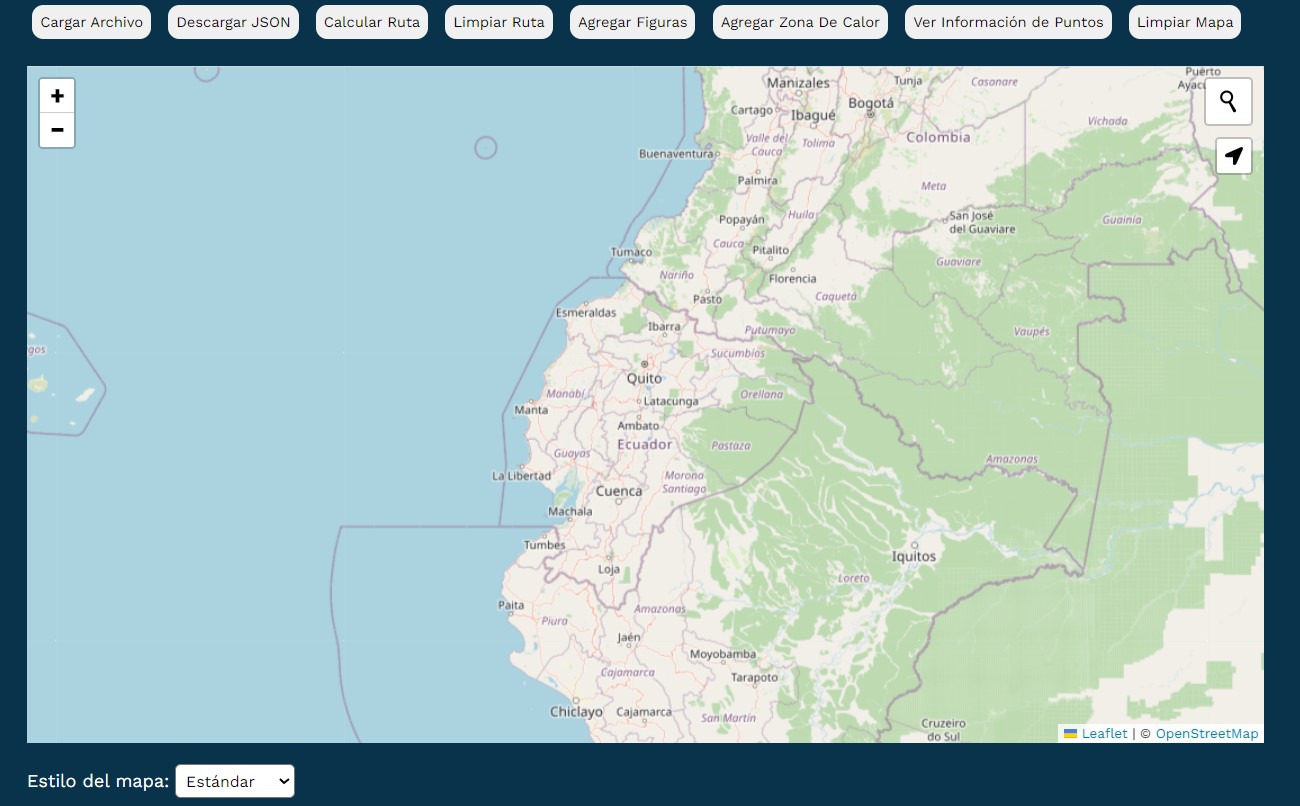 Cargar Archivo
Descargar JSON
Calcular Ruta
Limpiar Ruta
Agregar Figuras
Agregar Zona De Calor
Ver Información de Puntos
Limpiar Mapa
+
−
Manizales
Tunja
Casanare
Puerto
Cartago
Ibagué
Bogotá
Vichada
Valle del
Cauca
Tolima
Colombia
Buenaventura
Palmira
Meta
Popayán
Huila
San José
del Guaviare
Guainía
Cauca
Pitalito
Tumaco
Guaviare
Nariño
Florencia
Caquetá
Pasto
Esmeraldas
Ibarra
Putumayo
Vaupés
gos
Sucumbíos
Quito
Manabí
Latacunga
Orellana
Manta
Ambato
Ecuador
Pastaza
Guayas
Amazonas
La Libertad
Morona
Santiago
Cuenca
Machala
Tumbes
Iquitos
Loja
Loreto
Paita
Amazonas
Piura
Jaén
Moyobamba
Cajamarca
Tarapoto
Chiclayo
Cajamarca
San Martín
Cruzeiro
do Sul
Leaflet | © OpenStreetMap
Estilo del mapa: Estándar